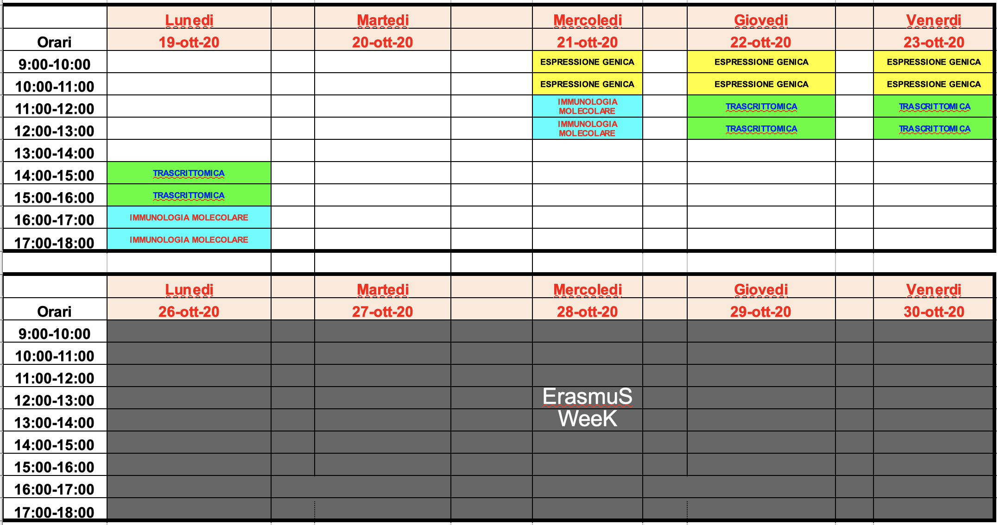 Lunedi Martedi Mercoledi Giovedi Venerdi
Orari 19-ott-20 20-ott-20 21-ott-20 22-ott-20 23-ott-20
9:00-10:00 ESPRESSIONE GENICA ESPRESSIONE GENICA ESPRESSIONE GENICA
10:00-11:00 ESPRESSIONE GENICA ESPRESSIONE GENICA ESPRESSIONE GENICA
11:00-12:00 IMMUNOLOGIA MOLECOLARE TRASCRITTOMICA TRASCRITTOMICA
12:00-13:00 IMMUNOLOGIA MOLECOLARE TRASCRITTOMICA TRASCRITTOMICA
13:00-14:00
14:00-15:00 TRASCRITTOMICA
15:00-16:00 TRASCRITTOMICA
16:00-17:00 IMMUNOLOGIA MOLECOLARE
17:00-18:00 IMMUNOLOGIA MOLECOLARE
Lunedi Martedi Mercoledi Giovedi Venerdi
Orari 26-ott-20 27-ott-20 28-ott-20 29-ott-20 30-ott-20
9:00-10:00
10:00-11:00
11:00-12:00
12:00-13:00 ErasmuS
13:00-14:00 WeeK
14:00-15:00
15:00-16:00
16:00-17:00
17:00-18:00